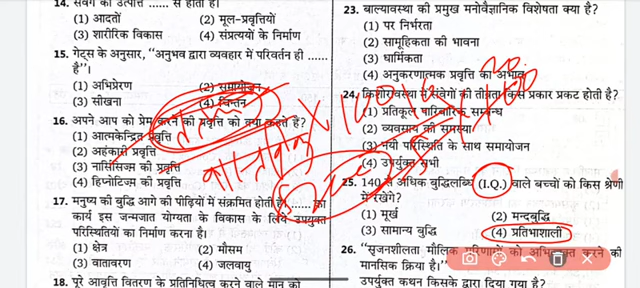 14. संवेग की उत्पत्ति ...... से होती है।
(1) आदतों (2) मूल-प्रवृत्तियों
(3) शारीरिक विकास (4) संप्रत्ययों के निर्माण
15. गेट्स के अनुसार, “अनुभव द्वारा व्यवहार में परिवर्तन ही ......
है”।
(1) अभिप्रेरण (2) समायोजन
(3) सीखना (4) चिन्तन
16. अपने आप को प्रेम करने की प्रवृत्ति को क्या कहते है?
(1) आत्मकेन्द्रित प्रवृत्ति
(2) अहंकारी प्रवृत्ति
(3) नार्सिसिज्म की प्रवृत्ति
(4) हिप्नोटिज्म की प्रवृत्ति
17. मनुष्य की बुद्धि आगे की पीढ़ियों में संक्रमित होती है ...... का
कार्य इस जन्मजात योग्यता के विकास के लिये उपयुक्त
परिस्थितियों का निर्माण करना है।
(1) क्षेत्र (2) मौसम
(3) वातावरण (4) जलवायु
18. पूरे आवृत्ति वितरण के प्रतिनिधित्व करने वाले मान को
23. बाल्यावस्था की प्रमुख मनोवैज्ञानिक विशेषता क्या है?
(1) पर निर्भरता
(2) सामूहिकता की भावना
(3) धार्मिकता
(4) अनुकरणात्मक प्रवृत्ति का अभाव
24. किशोरावस्था में संवेगों की तीव्रता किस प्रकार प्रकट होती है?
(1) प्रतिकूल पारिवारिक सम्बन्ध
(2) व्यवसाय की समस्या
(3) नयी परिस्थिति के साथ समायोजन
(4) उपर्युक्त सभी
25. 140 से अधिक बुद्धिलब्धि (I.Q.) वाले बच्चों को किस श्रेणी
में रखेंगे?
(1) मूर्ख (2) मन्दबुद्धि
(3) सामान्य बुद्धि (4) प्रतिभाशाली
26. “सृजनशीलता मौलिक परिणामों को अभिव्यक्त करने की
मानसिक क्रिया है।”
उपर्युक्त कथन किसके द्वारा दिया गया है?